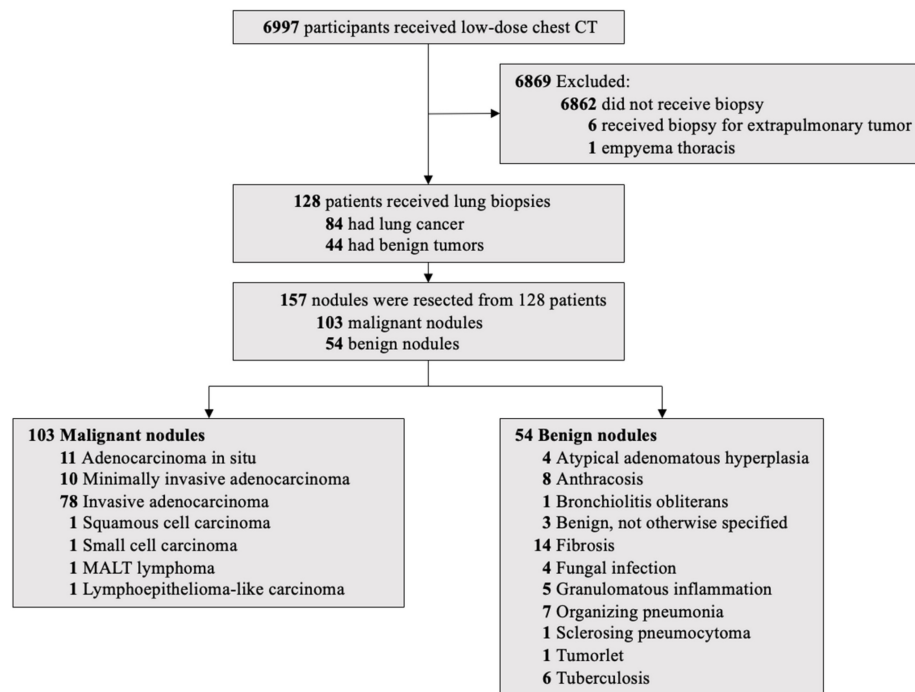 6997 participants received low-dose chest CT
6869 Excluded:
6862 did not receive biopsy
6 received biopsy for extrapulmonary tumor
1 empyema thoracis
128 patients received lung biopsies
84 had lung cancer
44 had benign tumors
157 nodules were resected from 128 patients
103 malignant nodules
54 benign nodules
103 Malignant nodules
11 Adenocarcinoma in situ
10 Minimally invasive adenocarcinoma
78 Invasive adenocarcinoma
1 Squamous cell carcinoma
1 Small cell carcinoma
1 MALT lymphoma
1 Lymphoepithelioma-like carcinoma
54 Benign nodules
4 Atypical adenomatous hyperplasia
8 Anthracosis
1 Bronchiolitis obliterans
3 Benign, not otherwise specified
14 Fibrosis
4 Fungal infection
5 Granulomatous inflammation
7 Organizing pneumonia
1 Sclerosing pneumocytoma
1 Tumorlet
6 Tuberculosis